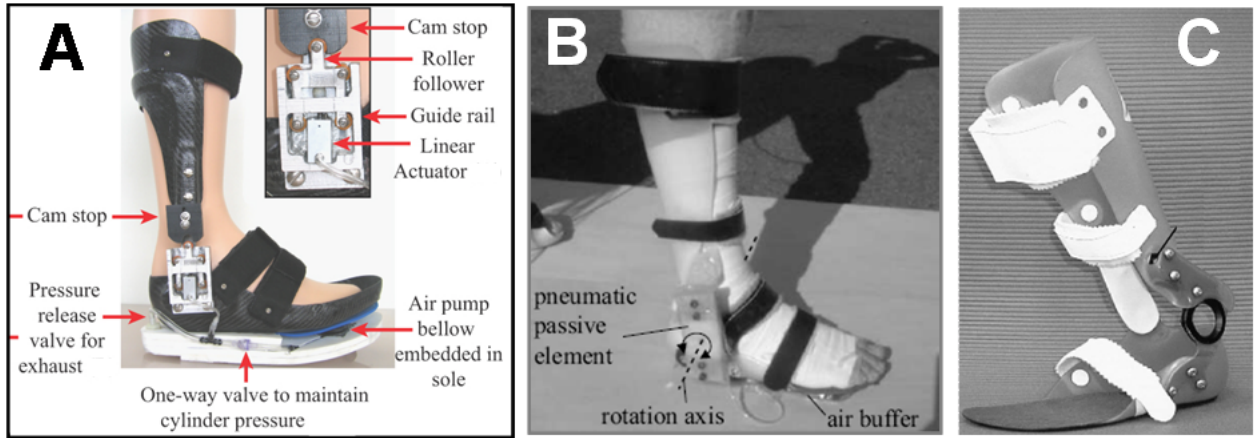 A
Cam stop
Roller
follower
Guide rail
Linear
Actuator
Cam stop
Pressure
release
valve for
exhaust
Air pump
bellow
embedded in
sole
One-way valve to maintain
cylinder pressure
B
pneumatic
passive
element
rotation axis
air buffer
C